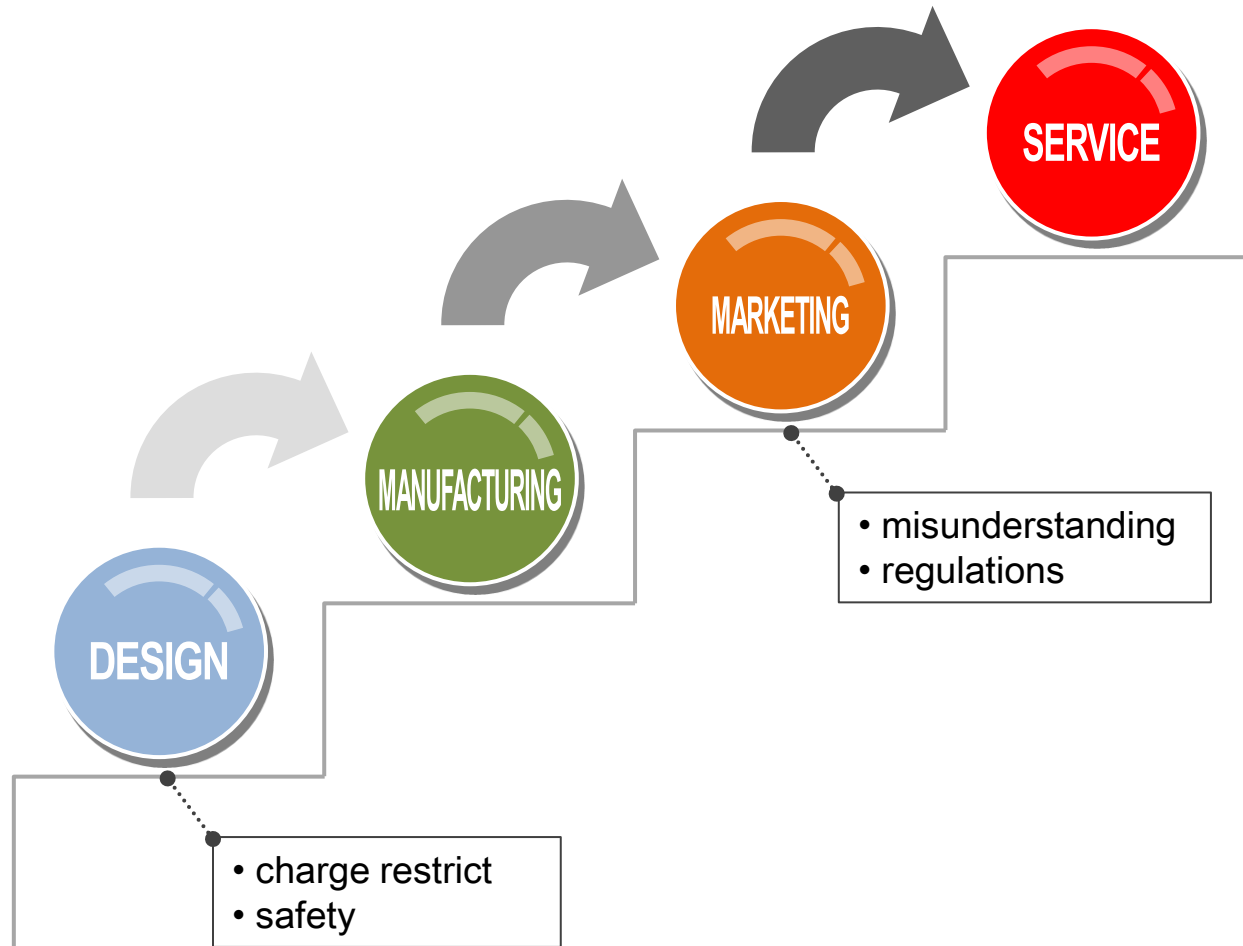 SERVICE
MARKETING
MANUFACTURING
• misunderstanding
• regulations
DESIGN
• charge restrict
• safety